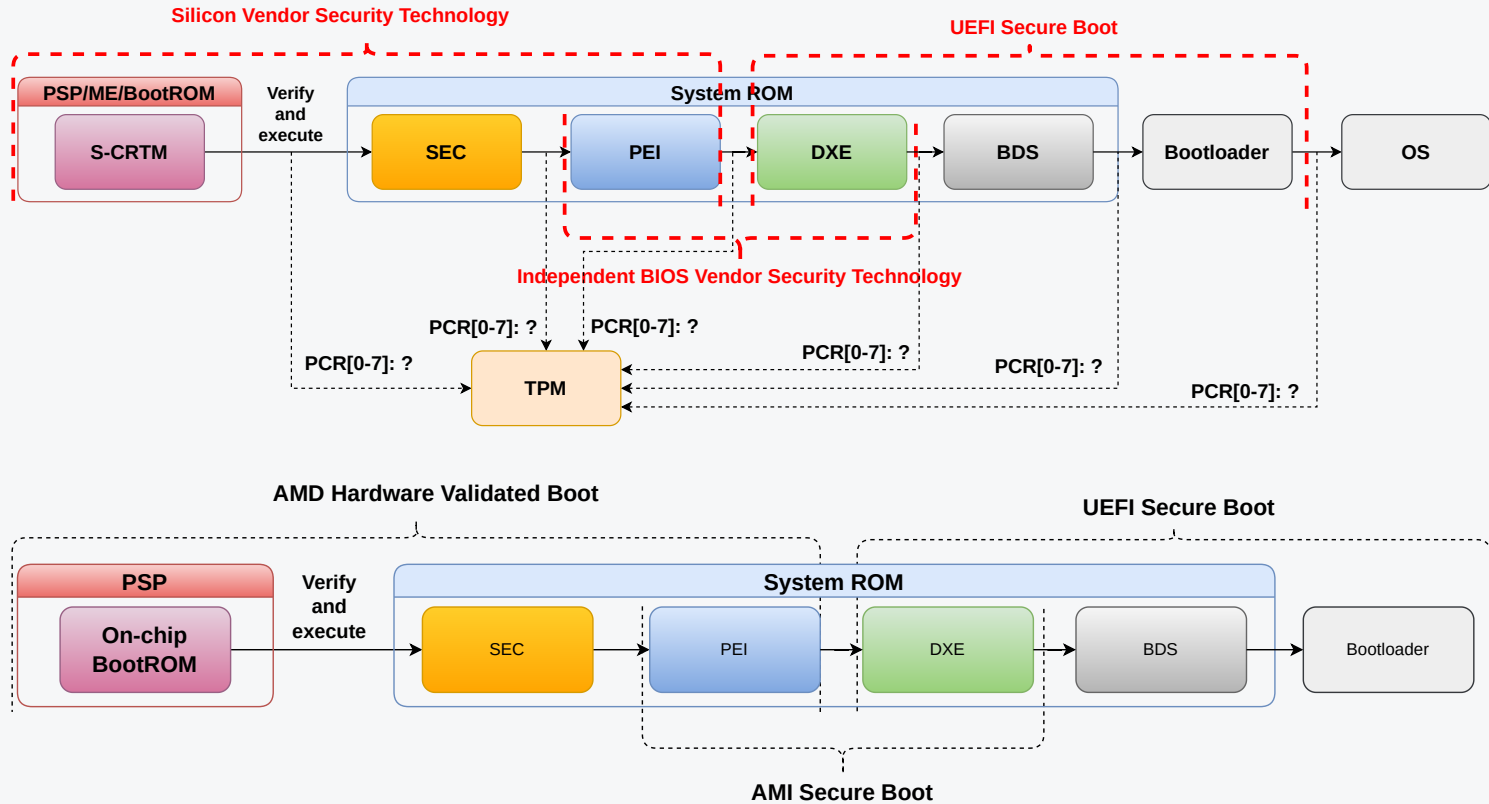 Silicon Vendor Security Technology
UEFI Secure Boot
PSP/ME/BootROM
Verify
and
execute
System ROM
S-CRTM
SEC
PEI
DXE
BDS
Bootloader
OS
Independent BIOS Vendor Security Technology
PCR[0-7]: ?
PCR[0-7]: ?
PCR[0-7]: ?
PCR[0-7]: ?
PCR[0-7]: ?
PCR[0-7]: ?
TPM
AMD Hardware Validated Boot
UEFI Secure Boot
PSP
Verify
and
execute
System ROM
On-chip
BootROM
SEC
PEI
DXE
BDS
Bootloader
AMI Secure Boot